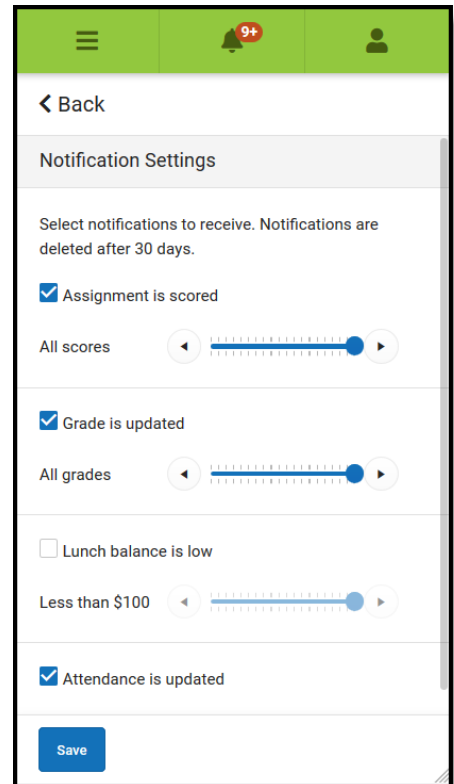 9+
Back
Notification Settings
Select notifications to receive. Notifications are
deleted after 30 days.
Assignment is scored
All scores
Grade is updated
All grades
Lunch balance is low
Less than $100
Attendance is updated
Save